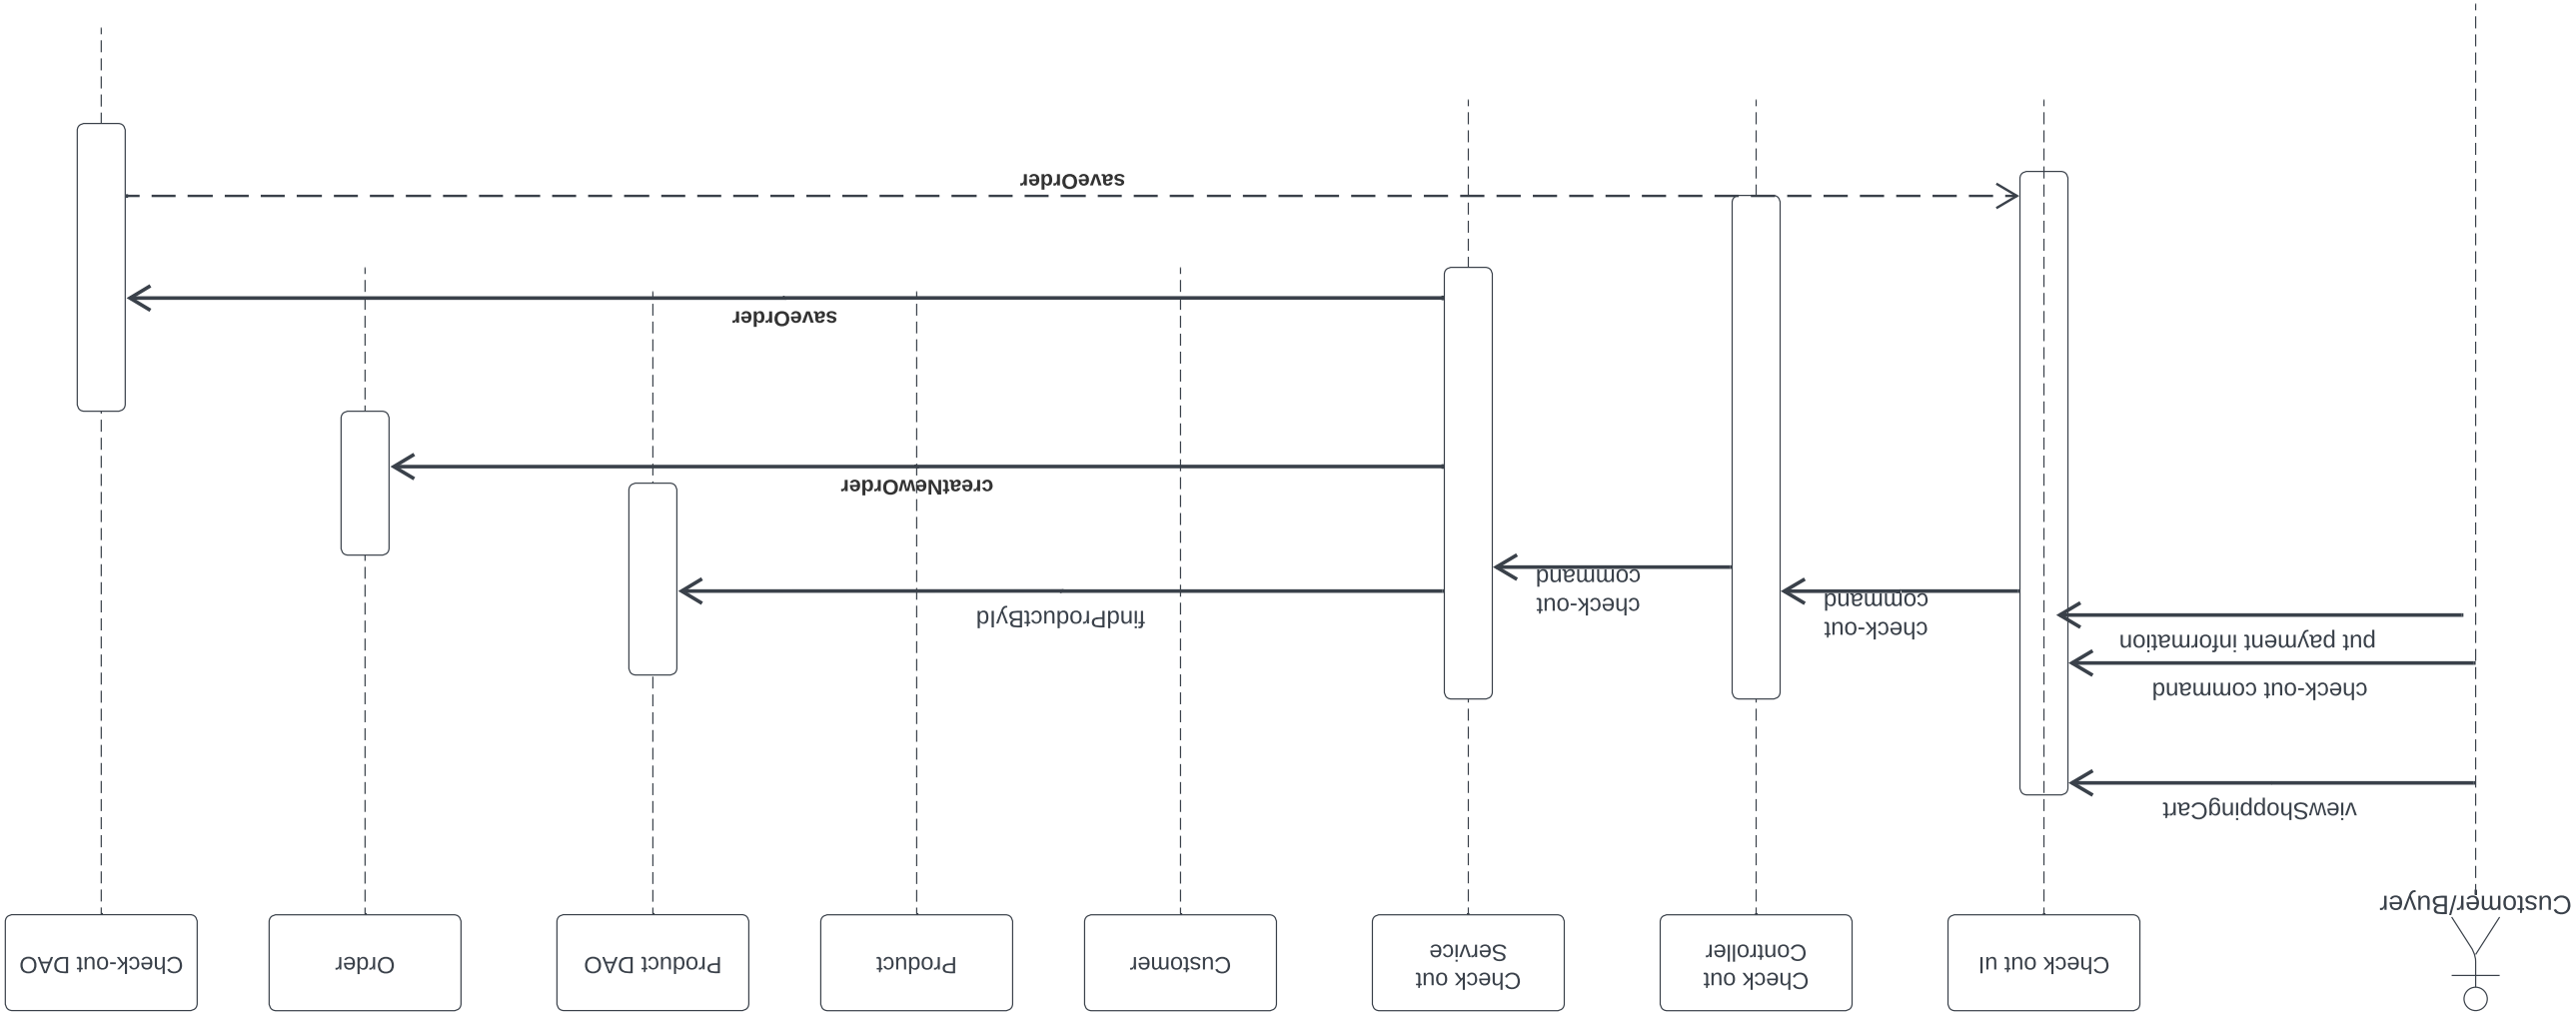 Customer/Buyer
Check out uI
Check out
Controller
Check out
Service
Customer
Product
Product DAO
Order
Check-out DAO
viewShoppingCart
check-out command
put payment information
check-out
command
check-out
command
findProductById
creatNewOrder
saveOrder
saveOrder